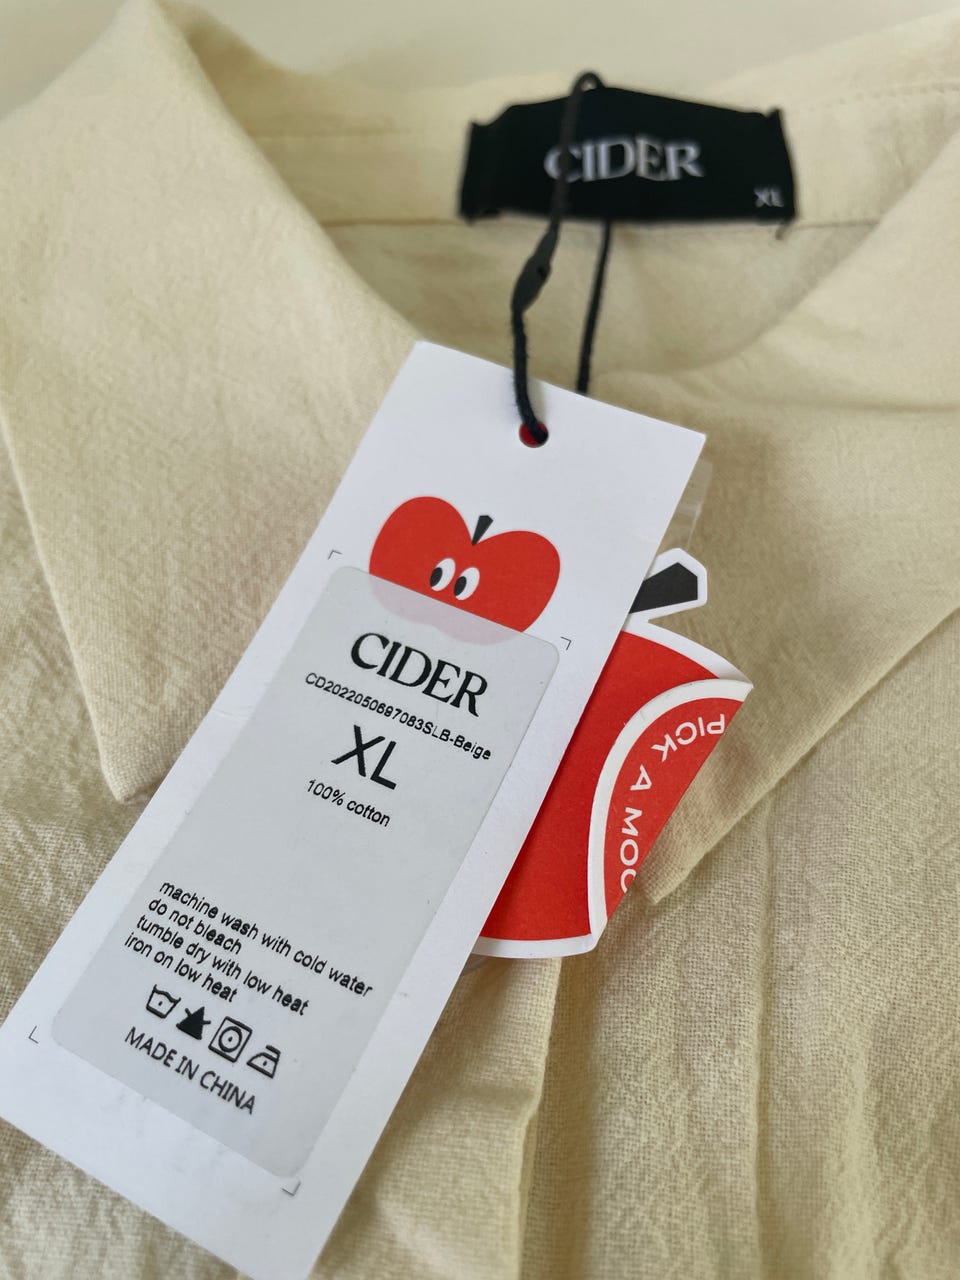 CIDER
XL
CIDER
CD2022050697083SLB-Beige
XL
100% cotton
machine wash with cold water
do not bleach
tumble dry with low heat
iron on low heat
MADE IN CHINA
PICK A MOO